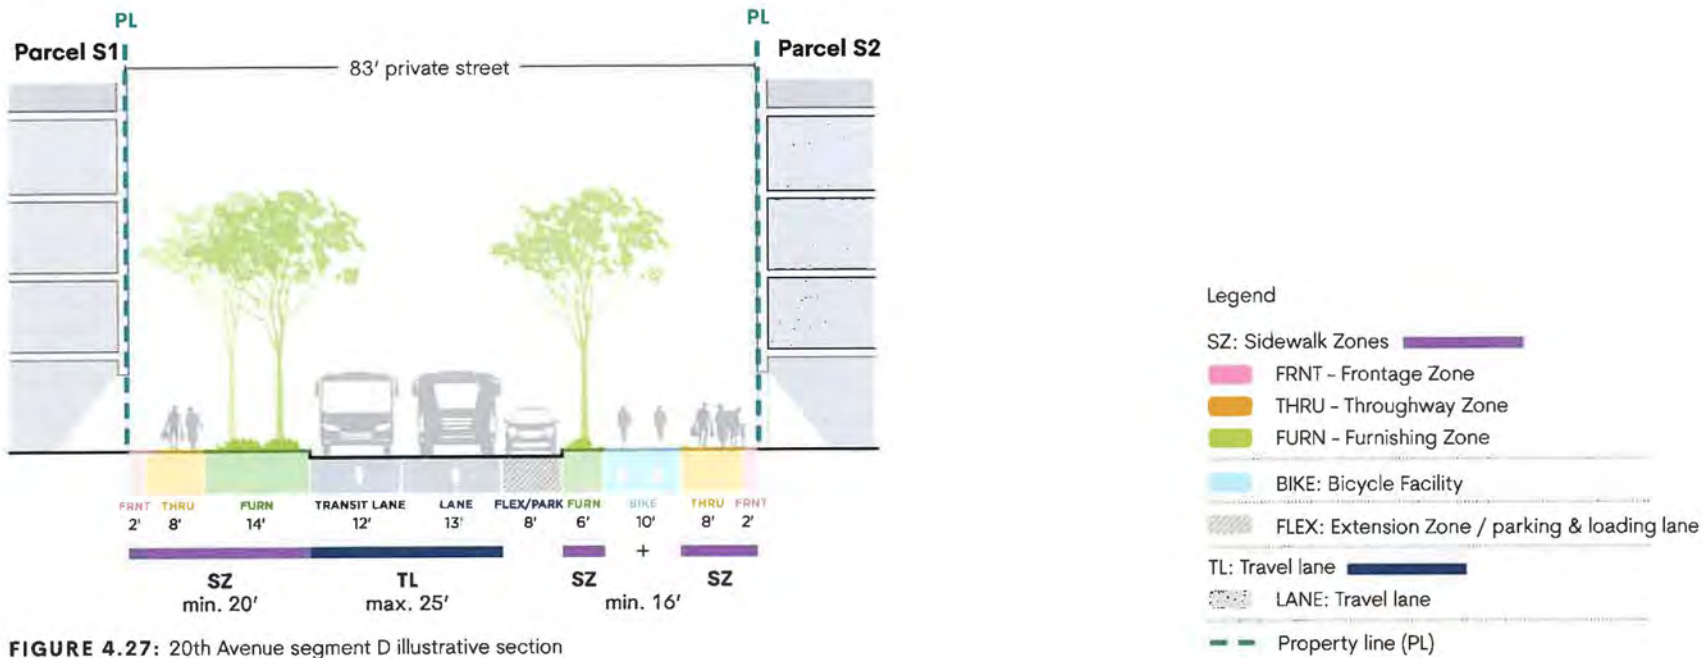 PL PL
Parcel S1 Parcel S2
83' private street
FRNT THRU FURN TRANSIT LANE LANE FLEX/PARK FURN BIKE THRU FRNT
2' 8' 14' 12' 13' 8' 6' 10' 8' 2'
+
SZ TL SZ SZ
min. 20' max. 25' min. 16'
FIGURE 4.27: 20th Avenue segment D illustrative section
Legend
SZ: Sidewalk Zones
FRNT - Frontage Zone
THRU - Throughway Zone
FURN - Furnishing Zone
BIKE: Bicycle Facility
FLEX: Extension Zone / parking & loading lane
TL: Travel lane
LANE: Travel lane
Property line (PL)